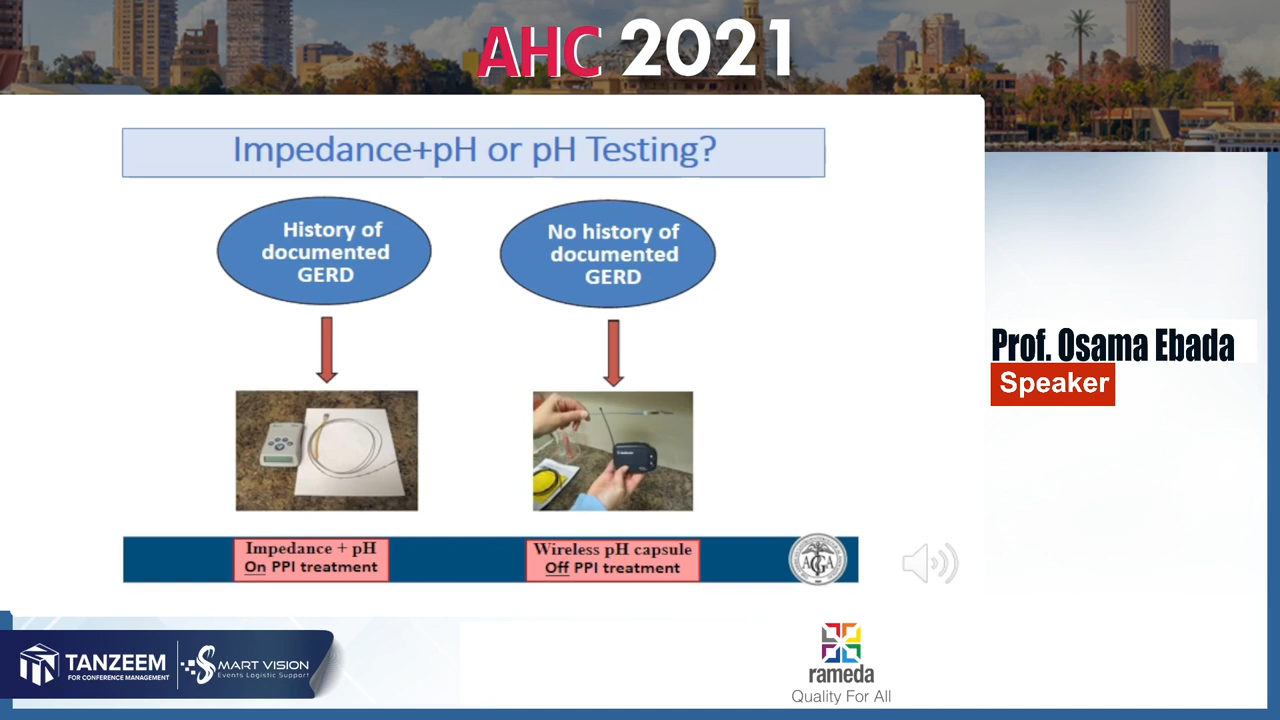 AHC 2021
Impedance+pH or pH Testing?
History of
documented
GERD
No history of
documented
GERD
Impedance + pH
On PPI treatment
Wireless pH capsule
Off PPI treatment
AGA
Prof. Osama Ebada
Speaker
TANZEEM
FOR CONFERENCE MANAGEMENT
SMART VISION
Events Logistic Support
rameda
Quality For All